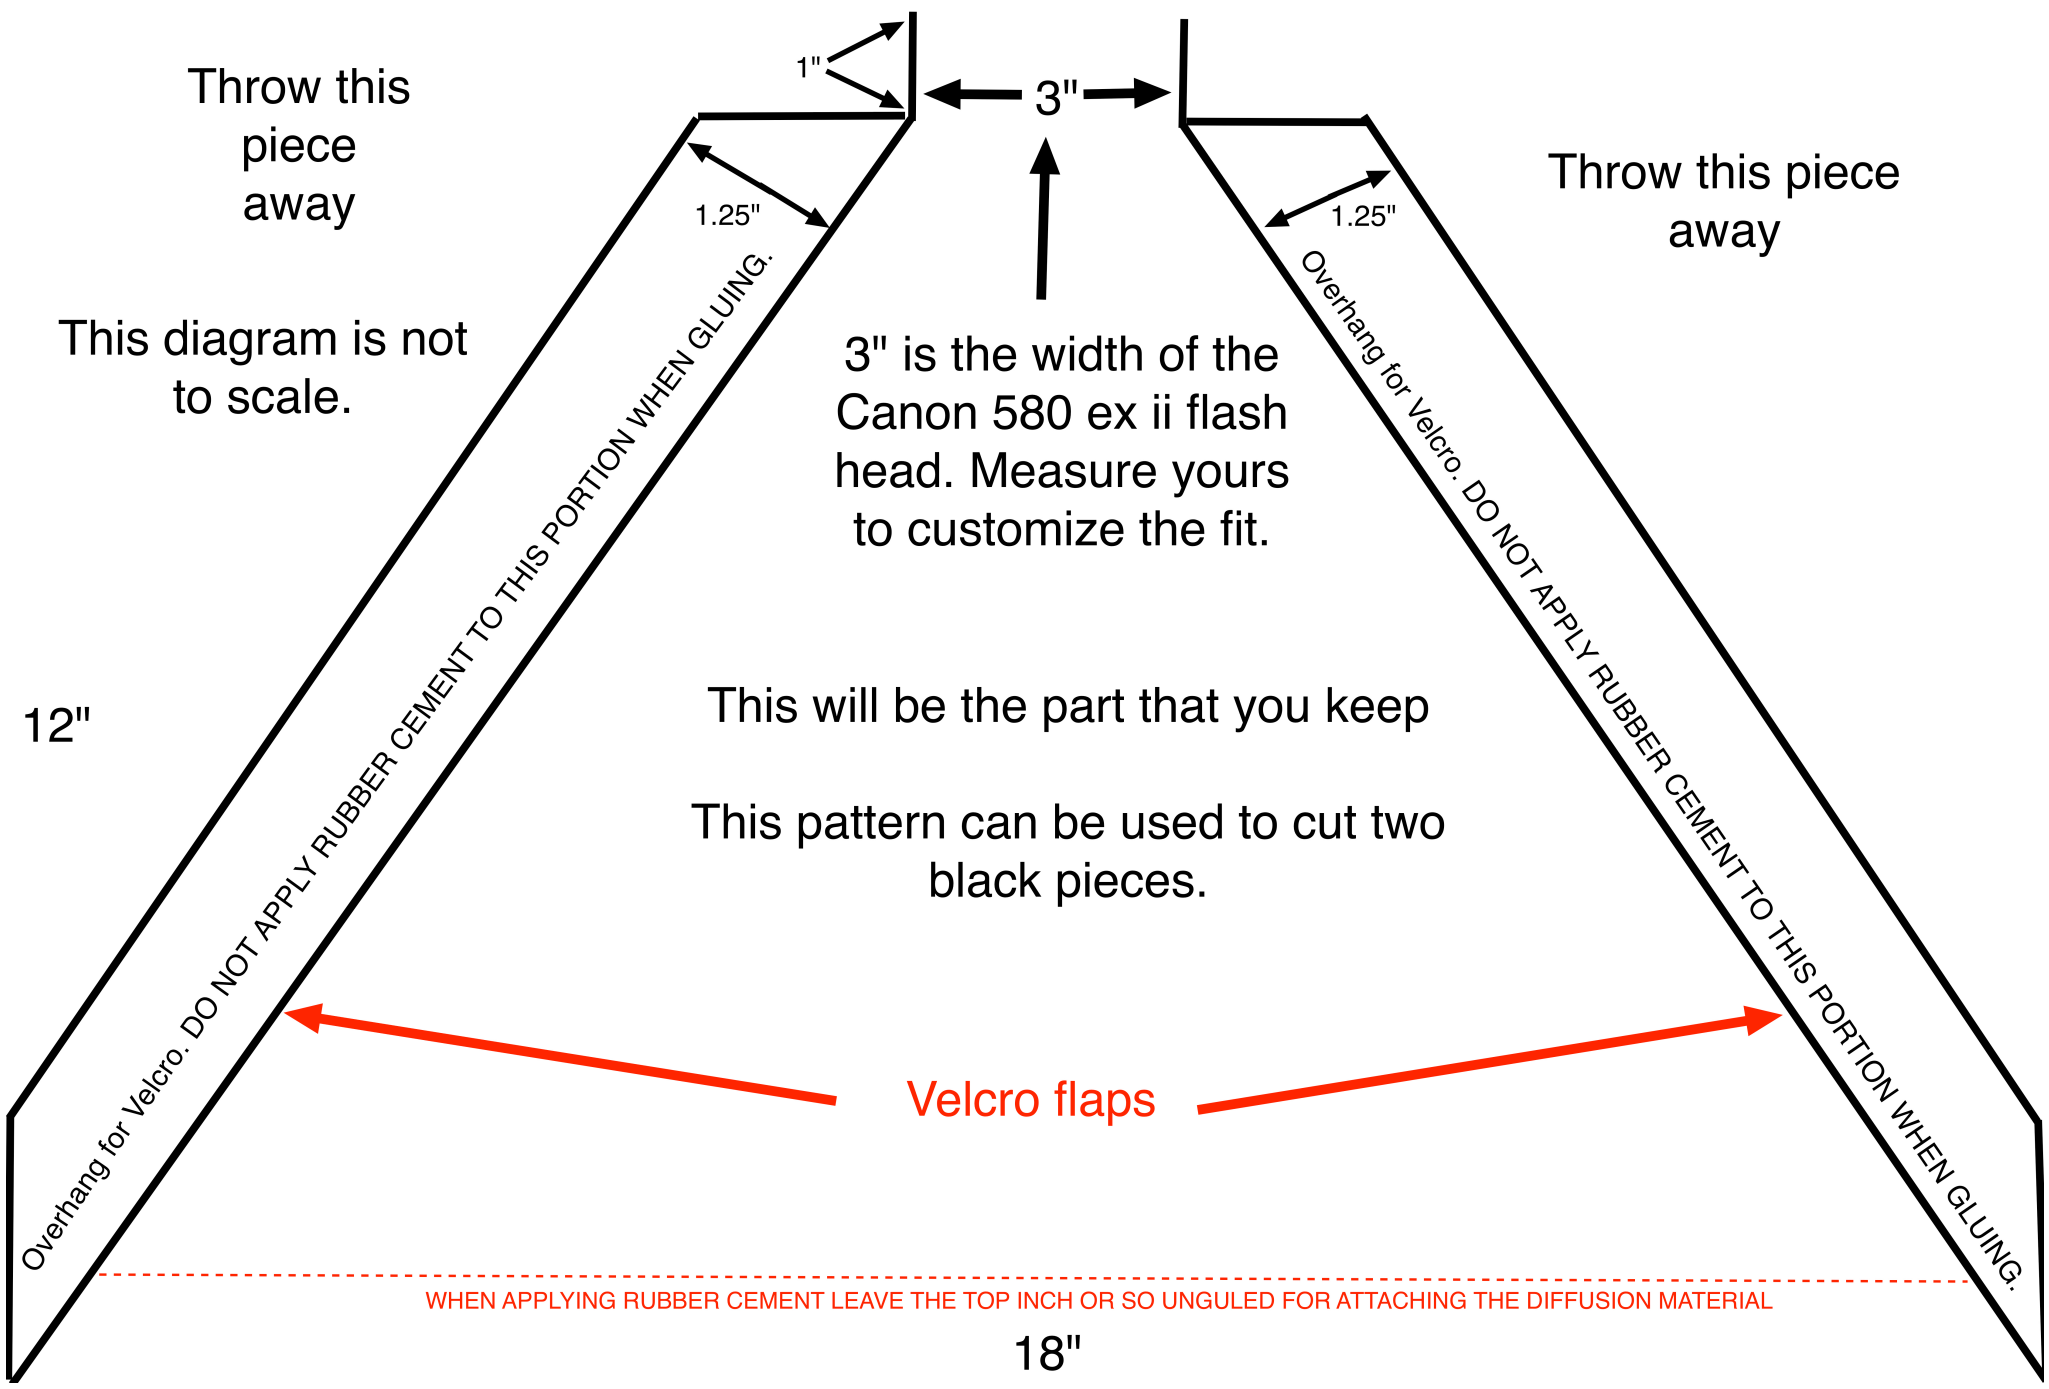 Throw this
piece
away
1"
3"
Throw this piece
away
1.25"
1.25"
This diagram is not
to scale.
3" is the width of the
Canon 580 ex ii flash
head. Measure yours
to customize the fit.
Overhang for Velcro. DO NOT APPLY RUBBER CEMENT TO THIS PORTION WHEN GLUING.
Overhang for Velcro. DO NOT APPLY RUBBER CEMENT TO THIS PORTION WHEN GLUING.
12"
This will be the part that you keep
This pattern can be used to cut two
black pieces.
Velcro flaps
WHEN APPLYING RUBBER CEMENT LEAVE THE TOP INCH OR SO UNGULED FOR ATTACHING THE DIFFUSION MATERIAL
18"